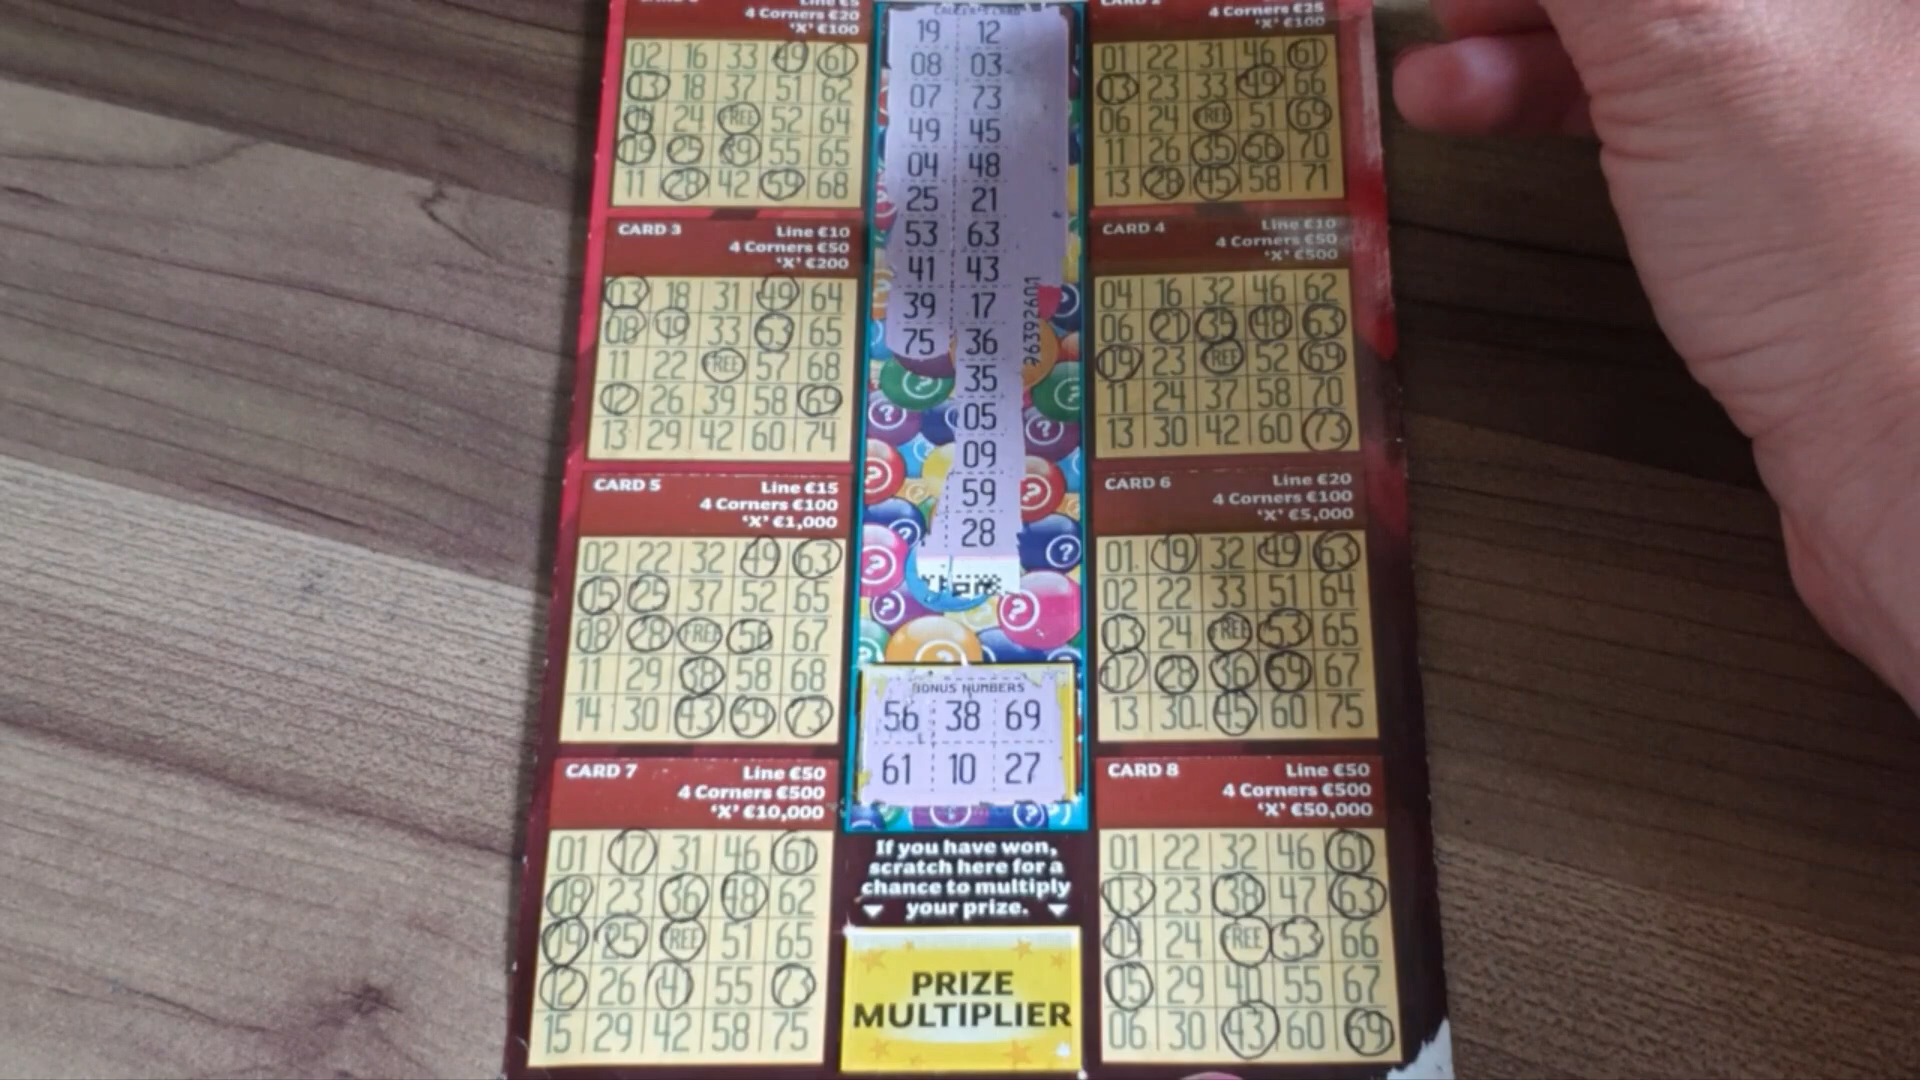 Line €5
4 Corners €20
'X' €100
02 16 33 49 61
03 18 37 51 62
04 24 FREE 52 64
09 25 39 55 65
11 28 42 59 68
CARD 3
Line €10
4 Corners €50
'X' €200
03 18 31 49 64
08 19 33 53 65
11 22 FREE 57 68
12 26 39 58 69
13 29 42 60 74
CARD 5
Line €15
4 Corners €100
'X' €1,000
02 22 32 49 63
05 25 37 52 65
08 28 FREE 56 67
11 29 38 58 68
14 30 43 59 73
CARD 7
Line €50
4 Corners €500
'X' €10,000
01 17 31 46 61
08 23 36 48 62
09 25 FREE 51 65
12 26 41 55 73
15 29 42 58 75
CALLER'S CARD
19 12
08 03
07 73
49 45
04 48
25 21
53 63
41 43
39 17
75 36
35
05
09
59
28
96392601
BONUS NUMBERS
56 38 69
61 10 27
If you have won,
scratch here for a
chance to multiply
your prize.
PRIZE
MULTIPLIER
CARD 2
4 Corners €25
'X' €100
01 22 31 46 61
03 23 33 49 66
06 24 FREE 51 69
11 26 35 56 70
13 28 45 58 71
CARD 4
Line €10
4 Corners €50
'X' €500
04 16 32 46 62
06 21 35 48 63
09 23 FREE 52 69
11 24 37 58 70
13 30 42 60 73
CARD 6
Line €20
4 Corners €100
'X' €5,000
01 19 32 49 63
02 22 33 51 64
03 24 FREE 53 65
07 28 36 59 67
13 30 45 60 75
CARD 8
Line €50
4 Corners €500
'X' €50,000
01 22 32 46 61
03 23 38 47 63
04 24 FREE 53 66
05 29 40 55 67
06 30 43 60 69